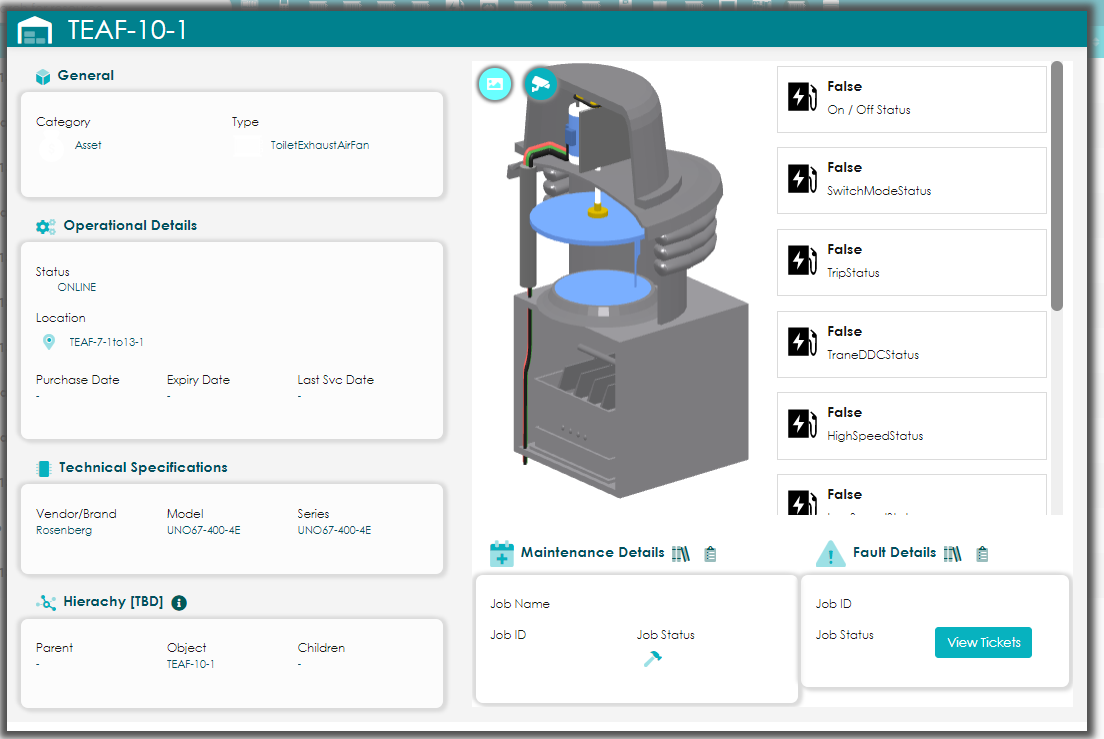 TEAF-10-1
General
Category
Type
Asset
ToiletExhaustAirFan
Operational Details
Status
ONLINE
Location
TEAF-7-1to13-1
Purchase Date
Expiry Date
Last Svc Date
-
-
-
Technical Specifications
Vendor/Brand
Model
Series
Rosenberg
UNO67-400-4E
UNO67-400-4E
Hierachy [TBD]
Parent
Object
Children
-
TEAF-10-1
-
False
On / Off Status
False
SwitchModeStatus
False
TripStatus
False
TraneDDCStatus
False
HighSpeedStatus
False
Maintenance Details
Job Name
Job ID
Job Status
Fault Details
Job ID
Job Status
View Tickets